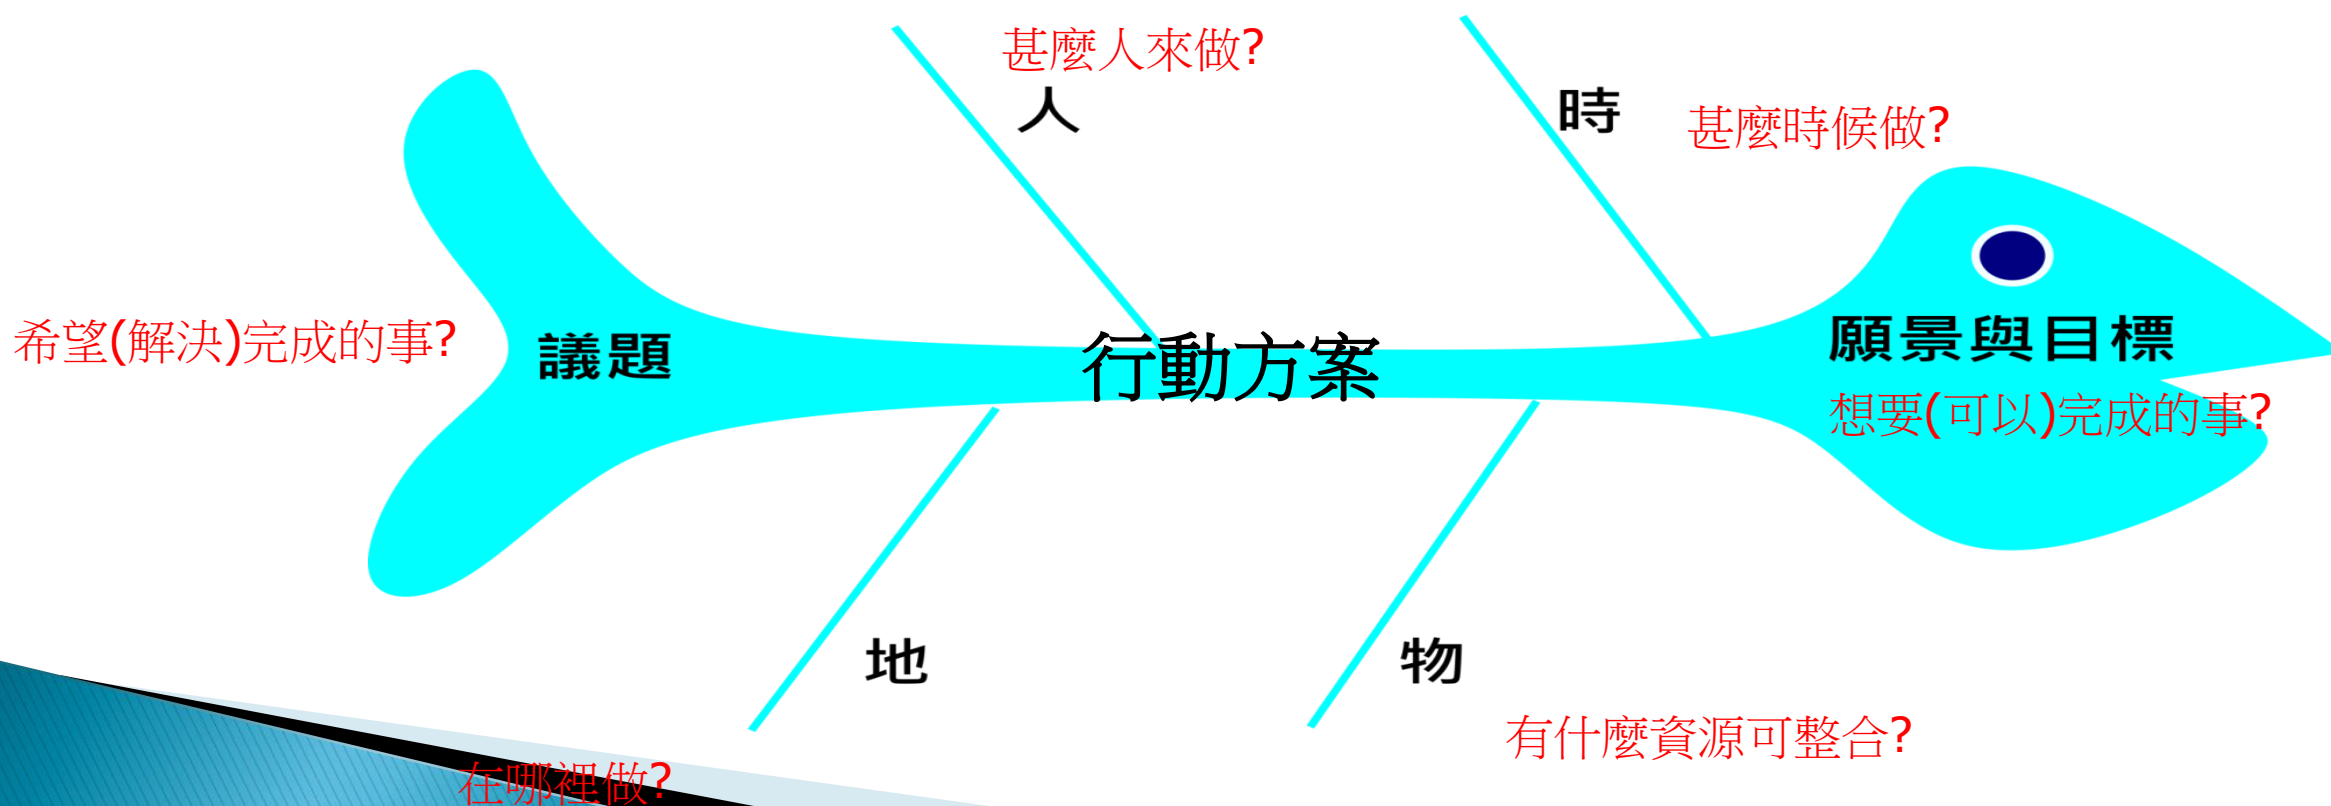 甚麼人來做?
人
時
甚麼時候做?
希望(解決)完成的事?
議題
行動方案
願景與目標
想要(可以)完成的事?
地
物
有什麼資源可整合?
在哪裡做?